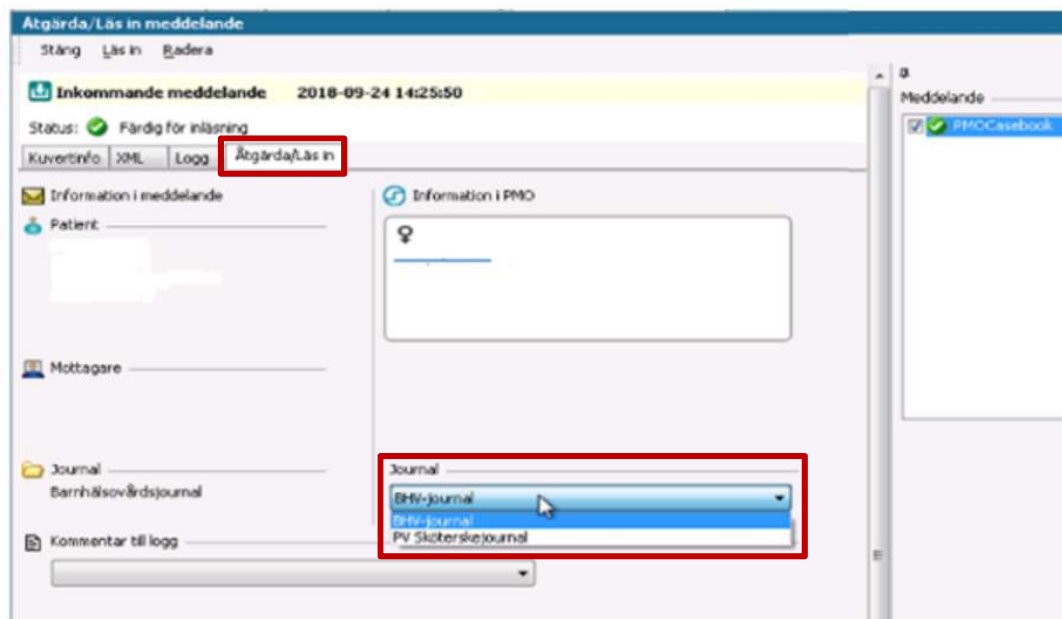 Åtgärda/Läs in meddelande
Stäng Läs in Radera
Inkommande meddelande 2018-09-24 14:25:50
Status: Färdig för inläsning
Kuvertinfo XML Logg Åtgärda/Läs in
Information i meddelande
Patient
Mottagare
Journal
Barnhälsovårdsjournal
Kommentar till logg
Information i PMO
Journal
BHV-journal
BHV-journal
PV Sköterskejournal
Meddelande
PMOCasebook